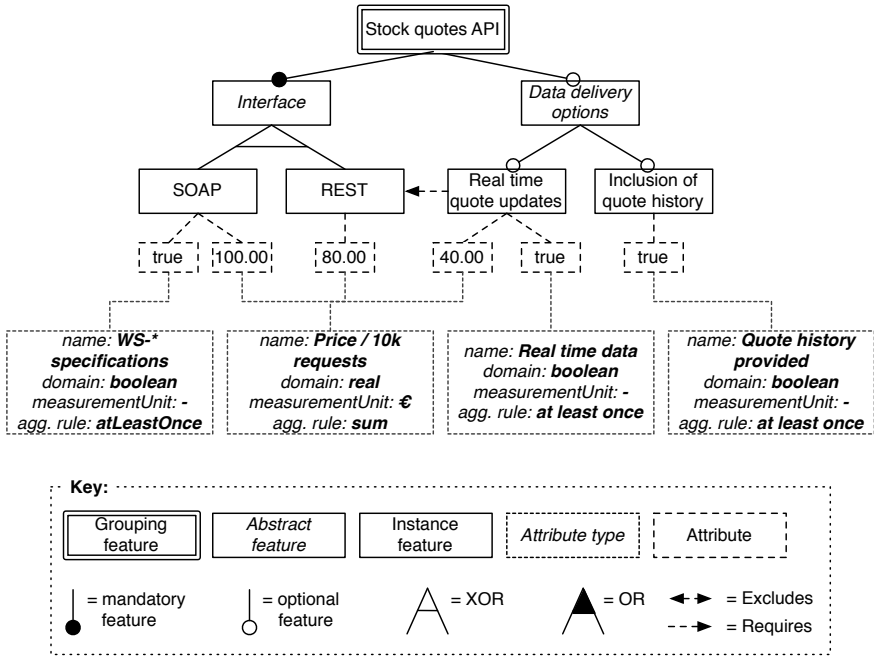 Stock quotes API
Interface
Data delivery
options
SOAP
REST
Real time
quote updates
Inclusion of
quote history
true
100.00
80.00
40.00
true
true
name: WS-*
specifications
domain: boolean
measurementUnit: -
agg. rule: atLeastOnce
name: Price / 10k
requests
domain: real
measurementUnit: €
agg. rule: sum
name: Real time data
domain: boolean
measurementUnit: -
agg. rule: at least once
name: Quote history
provided
domain: boolean
measurementUnit: -
agg. rule: at least once
Key:
Grouping
feature
Abstract
feature
Instance
feature
Attribute type
Attribute
= mandatory
feature
= optional
feature
= XOR
= OR
= Excludes
= Requires